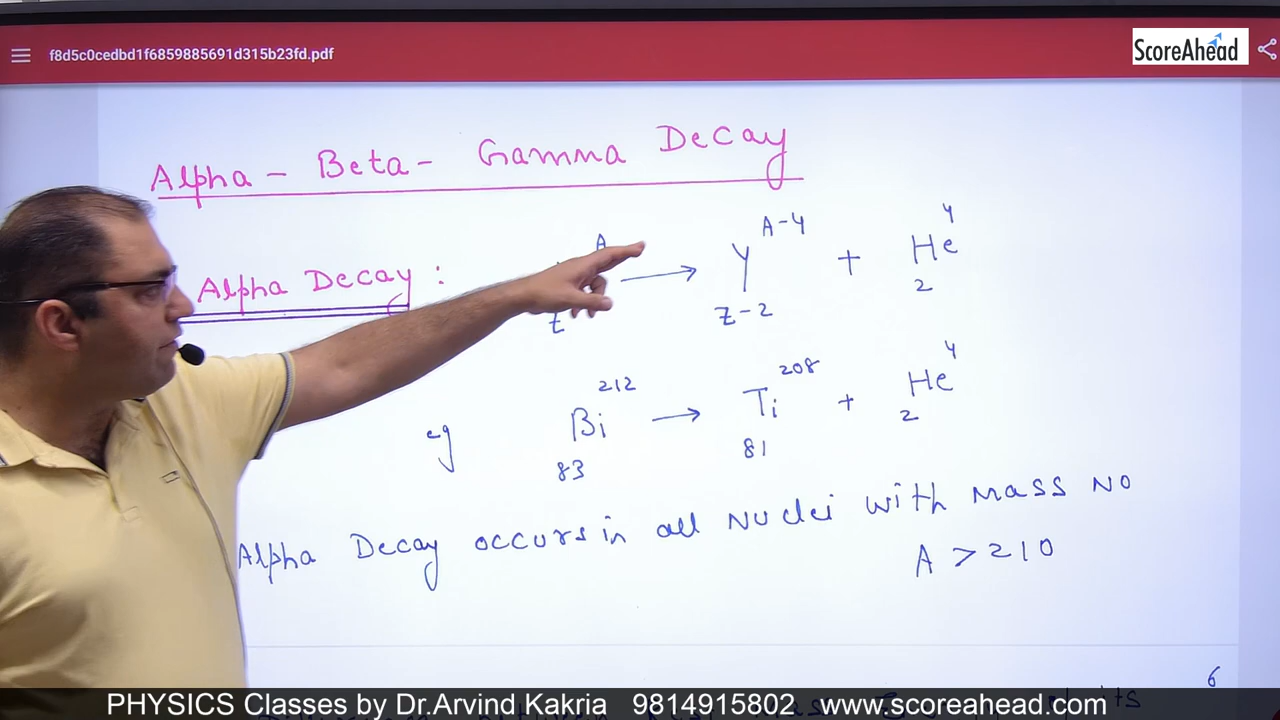 f8d5c0cedbd1f6859885691d315b23fd.pdf
ScoreAhead
Alpha - Beta - Gamma Decay
Alpha Decay :
A → Y A-4 + He 4
Z Z-2 2
eg Bi 212 → Ti 208 + He 4
83 81 2
Alpha Decay occurs in all Nuclei with Mass No
A > 210
6
PHYSICS Classes by Dr.Arvind Kakria 9814915802 www.scoreahead.com